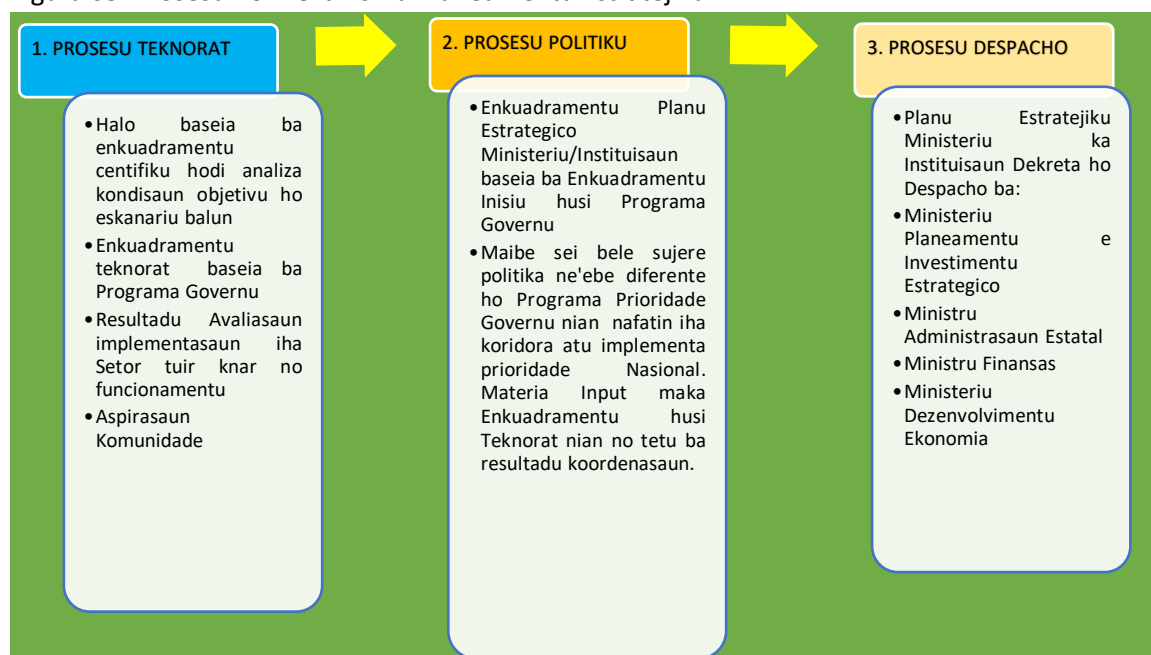 1. PROSESU TEKNORAT
•Halo baseia ba
enkuadramentu
centifiku hodi analiza
kondisaun objetivu ho
eskanariu balun
•Enkuadramentu
teknorat baseia ba
Programa Governu
•Resultadu Avaliasaun
implementasaun iha
Setor tuir knar no
funcionamentu
•Aspirasaun
Komunidade
2. PROSESU POLITIKU
•Enkuadramentu Planu
Estrategico
Ministeriu/Instituisaun
baseia ba Enkuadramentu
Inisiu husi Programa
Governu
•Maibe sei bele sujere
politika ne'ebe diferente
ho Programa Prioridade
Governu nian nafatin iha
koridora atu implementa
prioridade Nasional.
Materia Input maka
Enkuadramentu husi
Teknorat nian no tetu ba
resultadu koordenasaun.
3. PROSESU DESPACHO
•Planu Estratejiku
Ministeriu ka
Instituisaun Dekreta ho
Despacho ba:
•Ministeriu
Planeamentu e
Investimentu
Estrategico
•Ministru
Administrasaun Estatal
•Ministru Finansas
•Ministeriu
Dezenvolvimentu
Ekonomia